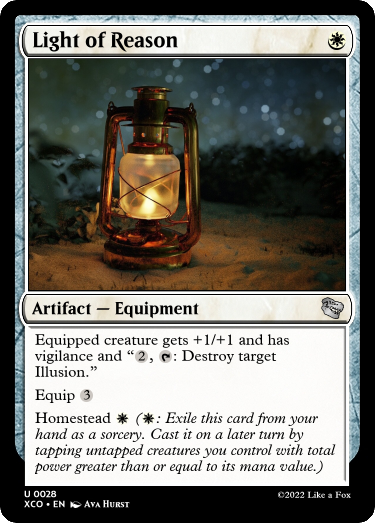 Light of Reason
Artifact — Equipment
Equipped creature gets +1/+1 and has
vigilance and “2, : Destroy target
Illusion.”
Equip 3
Homestead (: Exile this card from your
hand as a sorcery. Cast it on a later turn by
tapping untapped creatures you control with total
power greater than or equal to its mana value.)
U 0028
XCO • EN Ava Hurst
©2022 Like a Fox